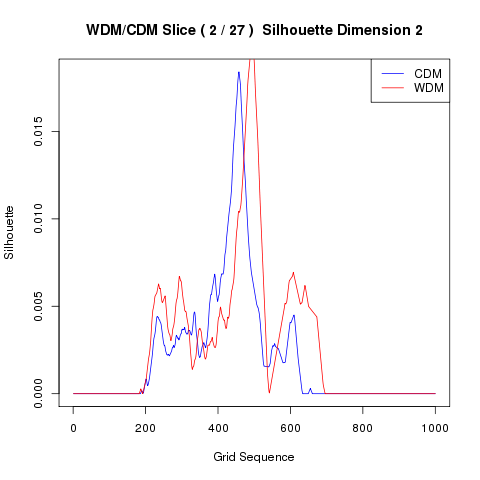 WDM/CDM Slice ( 2 / 27 )  Silhouette Dimension 2
CDM
WDM
Silhouette
0.015
0.010
0.005
0.000
0 200 400 600 800 1000
Grid Sequence